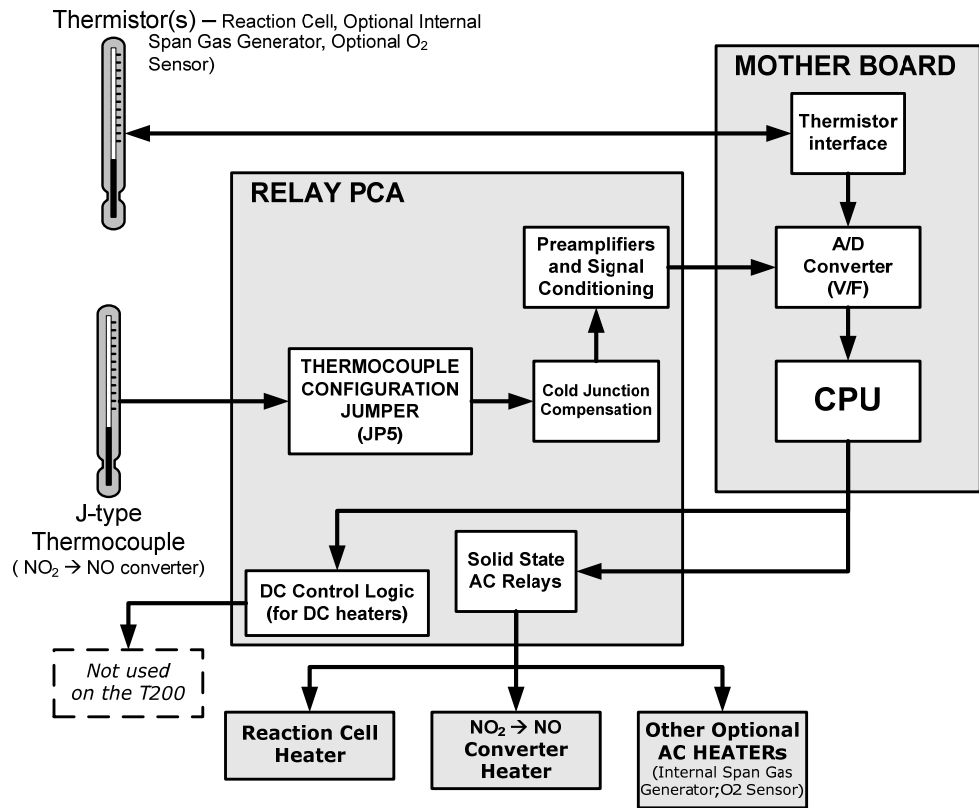 Thermistor(s) – Reaction Cell, Optional Internal
Span Gas Generator, Optional O₂
Sensor)
MOTHER BOARD
Thermistor
interface
RELAY PCA
Preamplifiers
and Signal
Conditioning
A/D
Converter
(V/F)
THERMOCOUPLE
CONFIGURATION
JUMPER
(JP5)
Cold Junction
Compensation
CPU
J-type
Thermocouple
( NO₂ → NO converter)
Solid State
AC Relays
DC Control Logic
(for DC heaters)
Not used
on the T200
Reaction Cell
Heater
NO₂ → NO
Converter
Heater
Other Optional
AC HEATERs
(Internal Span Gas
Generator;O2 Sensor)